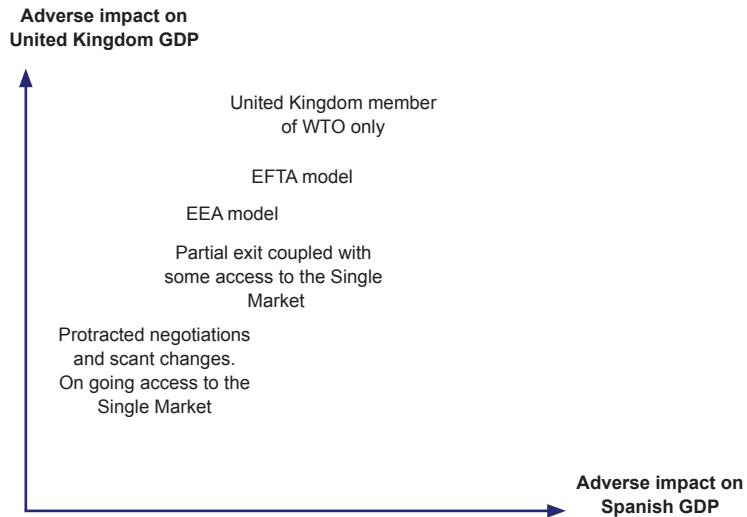 Adverse impact on
United Kingdom GDP
United Kingdom member
of WTO only
EFTA model
EEA model
Partial exit coupled with
some access to the Single
Market
Protracted negotiations
and scant changes.
On going access to the
Single Market
Adverse impact on
Spanish GDP